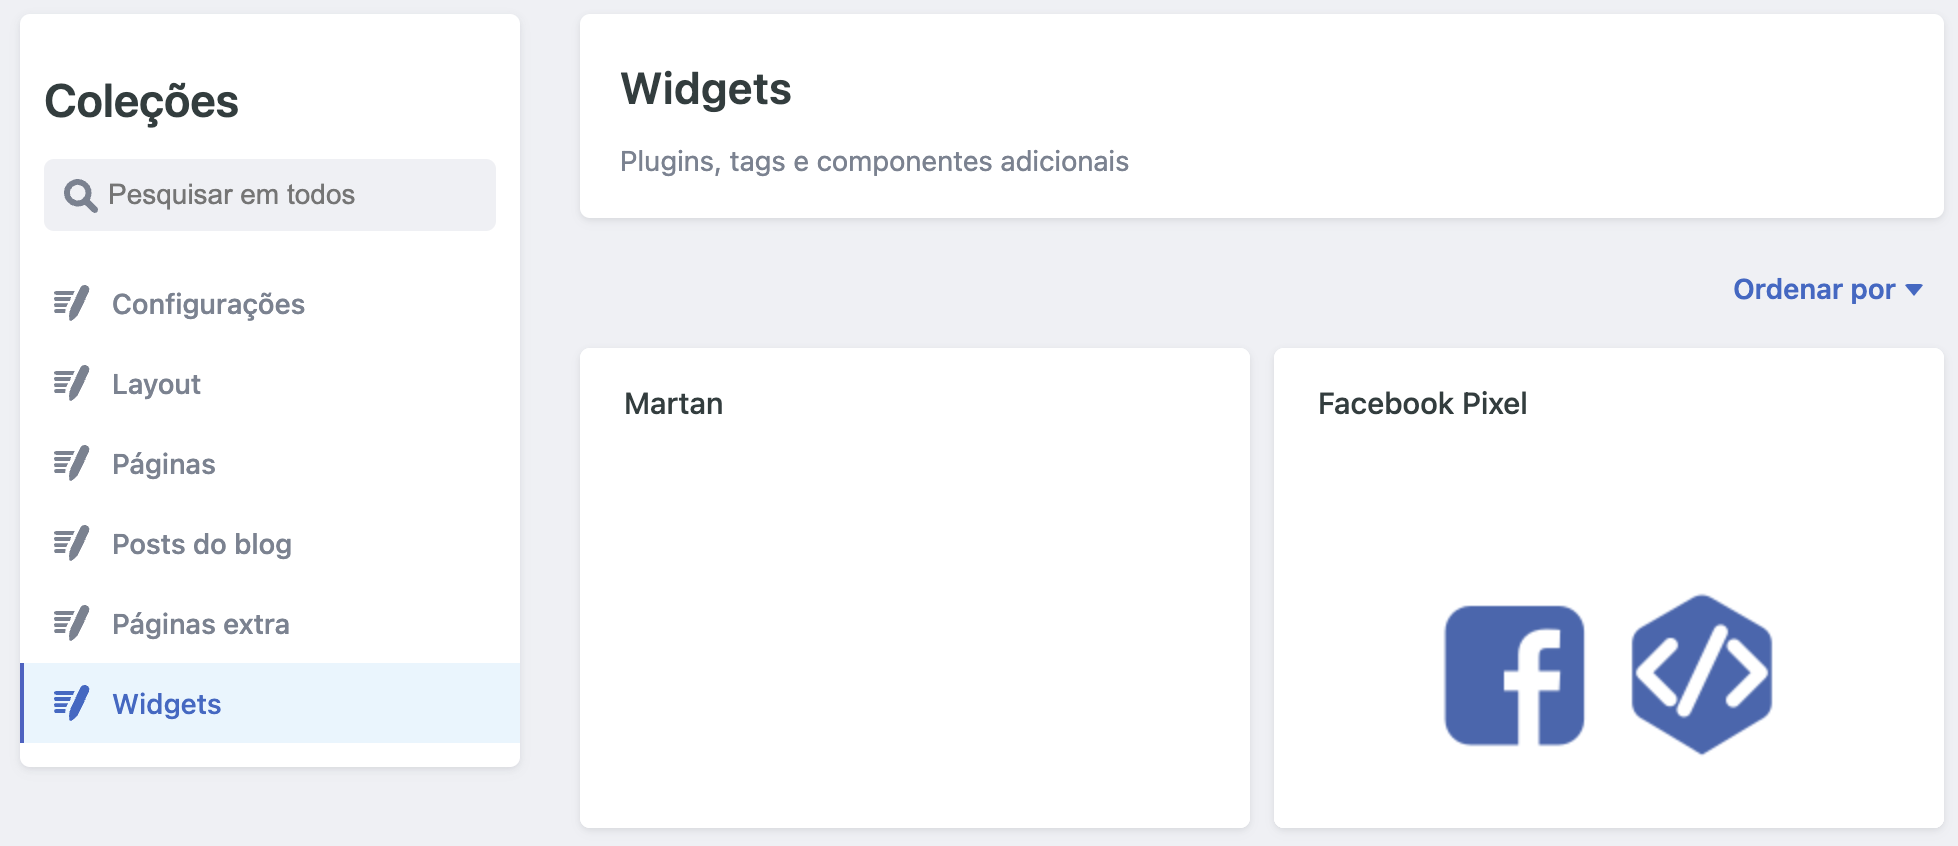 Coleções
Pesquisar em todos
Configurações
Layout
Páginas
Posts do blog
Páginas extra
Widgets
Widgets
Plugins, tags e componentes adicionais
Ordenar por
Martan
Facebook Pixel